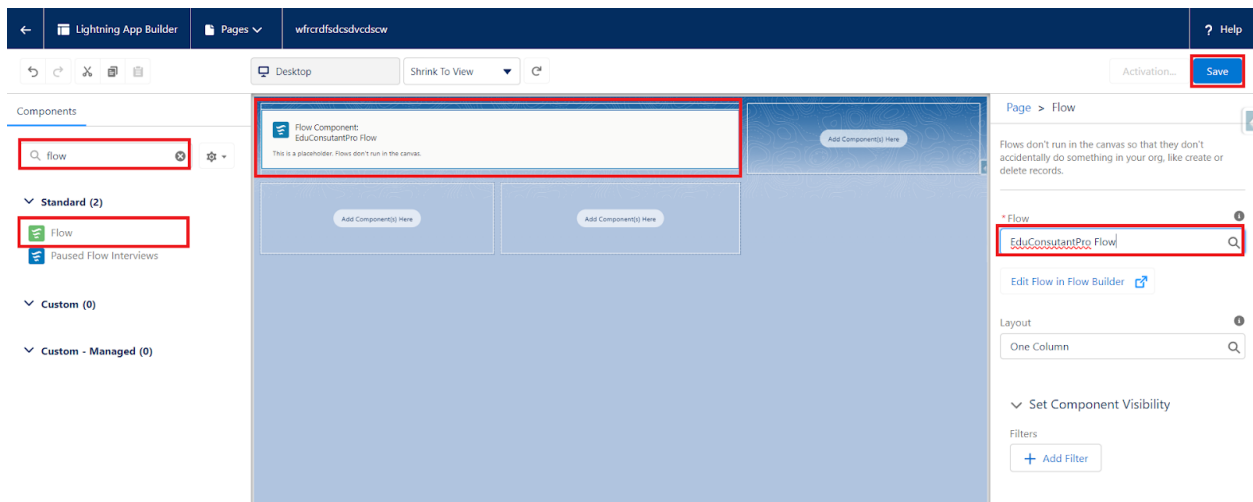 Lightning App Builder
Pages
wfrcrdfsdcsdvcdscw
? Help
Desktop
Shrink To View
Activation...
Save
Components
flow
Standard (2)
Flow
Paused Flow Interviews
Custom (0)
Custom - Managed (0)
Flow Component:
EduConsutantPro Flow
This is a placeholder. Flows don't run in the canvas.
Add Component(s) Here
Add Component(s) Here
Add Component(s) Here
Page > Flow
Flows don't run in the canvas so that they don't
accidentally do something in your org, like create or
delete records.
*Flow
EduConsutantPro Flow
Edit Flow in Flow Builder
Layout
One Column
Set Component Visibility
Filters
+ Add Filter